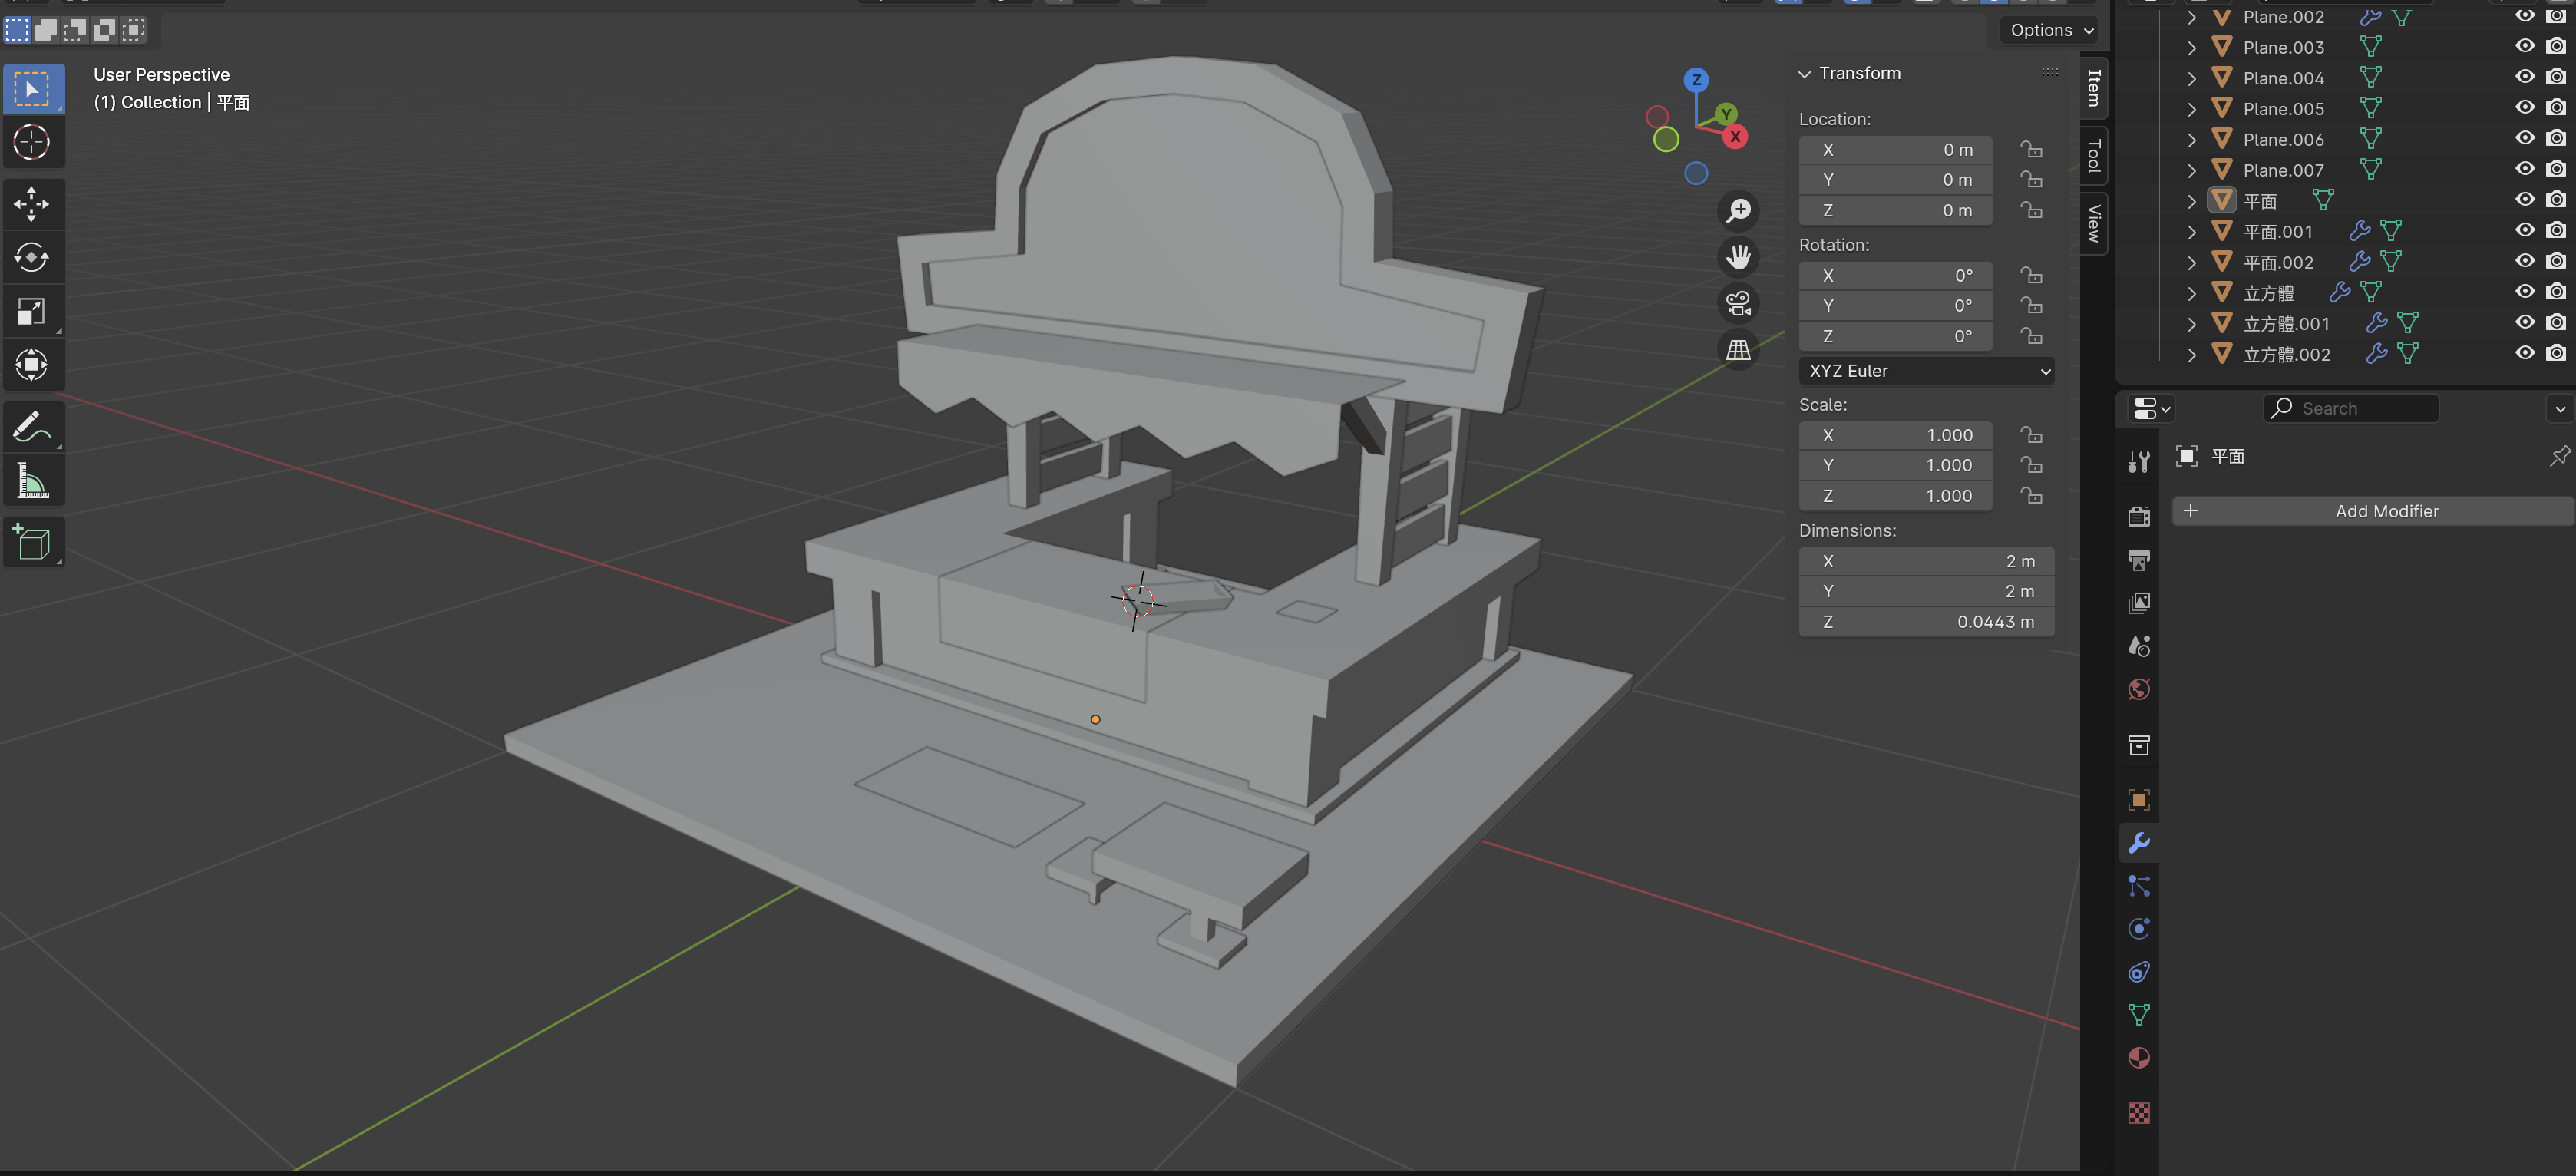 Options
User Perspective
(1) Collection | 平面
Z
Y
X
Transform
Location:
X 0 m
Y 0 m
Z 0 m
Rotation:
X 0°
Y 0°
Z 0°
XYZ Euler
Scale:
X 1.000
Y 1.000
Z 1.000
Dimensions:
X 2 m
Y 2 m
Z 0.0443 m
Item
Tool
View
Plane.002
Plane.003
Plane.004
Plane.005
Plane.006
Plane.007
平面
平面.001
平面.002
立方體
立方體.001
立方體.002
Search
平面
Add Modifier